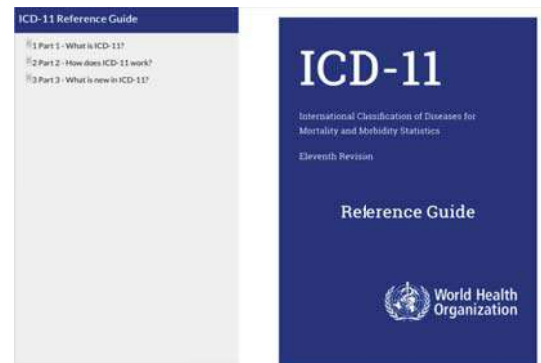 ICD-11 Reference Guide
1 Part 1 - What is ICD-11?
2 Part 2 - How does ICD-11 work?
3 Part 3 - What is new in ICD-11?
ICD-11
International Classification of Diseases for
Mortality and Morbidity Statistics
Eleventh Revision
Reference Guide
World Health
Organization